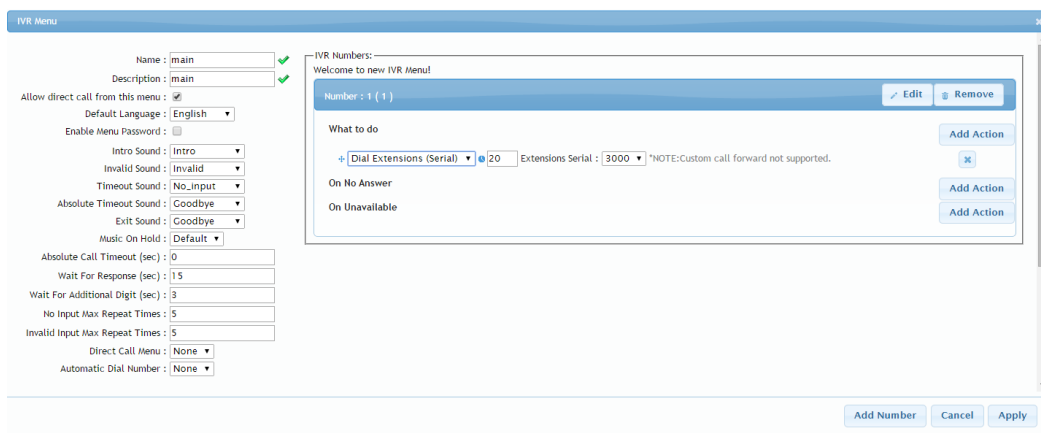 IVR Menu
Name : main
Description : main
Allow direct call from this menu :
Default Language : English
Enable Menu Password :
Intro Sound : Intro
Invalid Sound : Invalid
Timeout Sound : No_input
Absolute Timeout Sound : Goodbye
Exit Sound : Goodbye
Music On Hold : Default
Absolute Call Timeout (sec) : 0
Wait For Response (sec) : 15
Wait For Additional Digit (sec) : 3
No Input Max Repeat Times : 5
Invalid Input Max Repeat Times : 5
Direct Call Menu : None
Automatic Dial Number : None
IVR Numbers:
Welcome to new IVR Menu!
Number : 1 ( 1 ) Edit Remove
What to do Add Action
Dial Extensions (Serial) 20 Extensions Serial : 3000 *NOTE:Custom call forward not supported.
On No Answer Add Action
On Unavailable Add Action
Add Number Cancel Apply